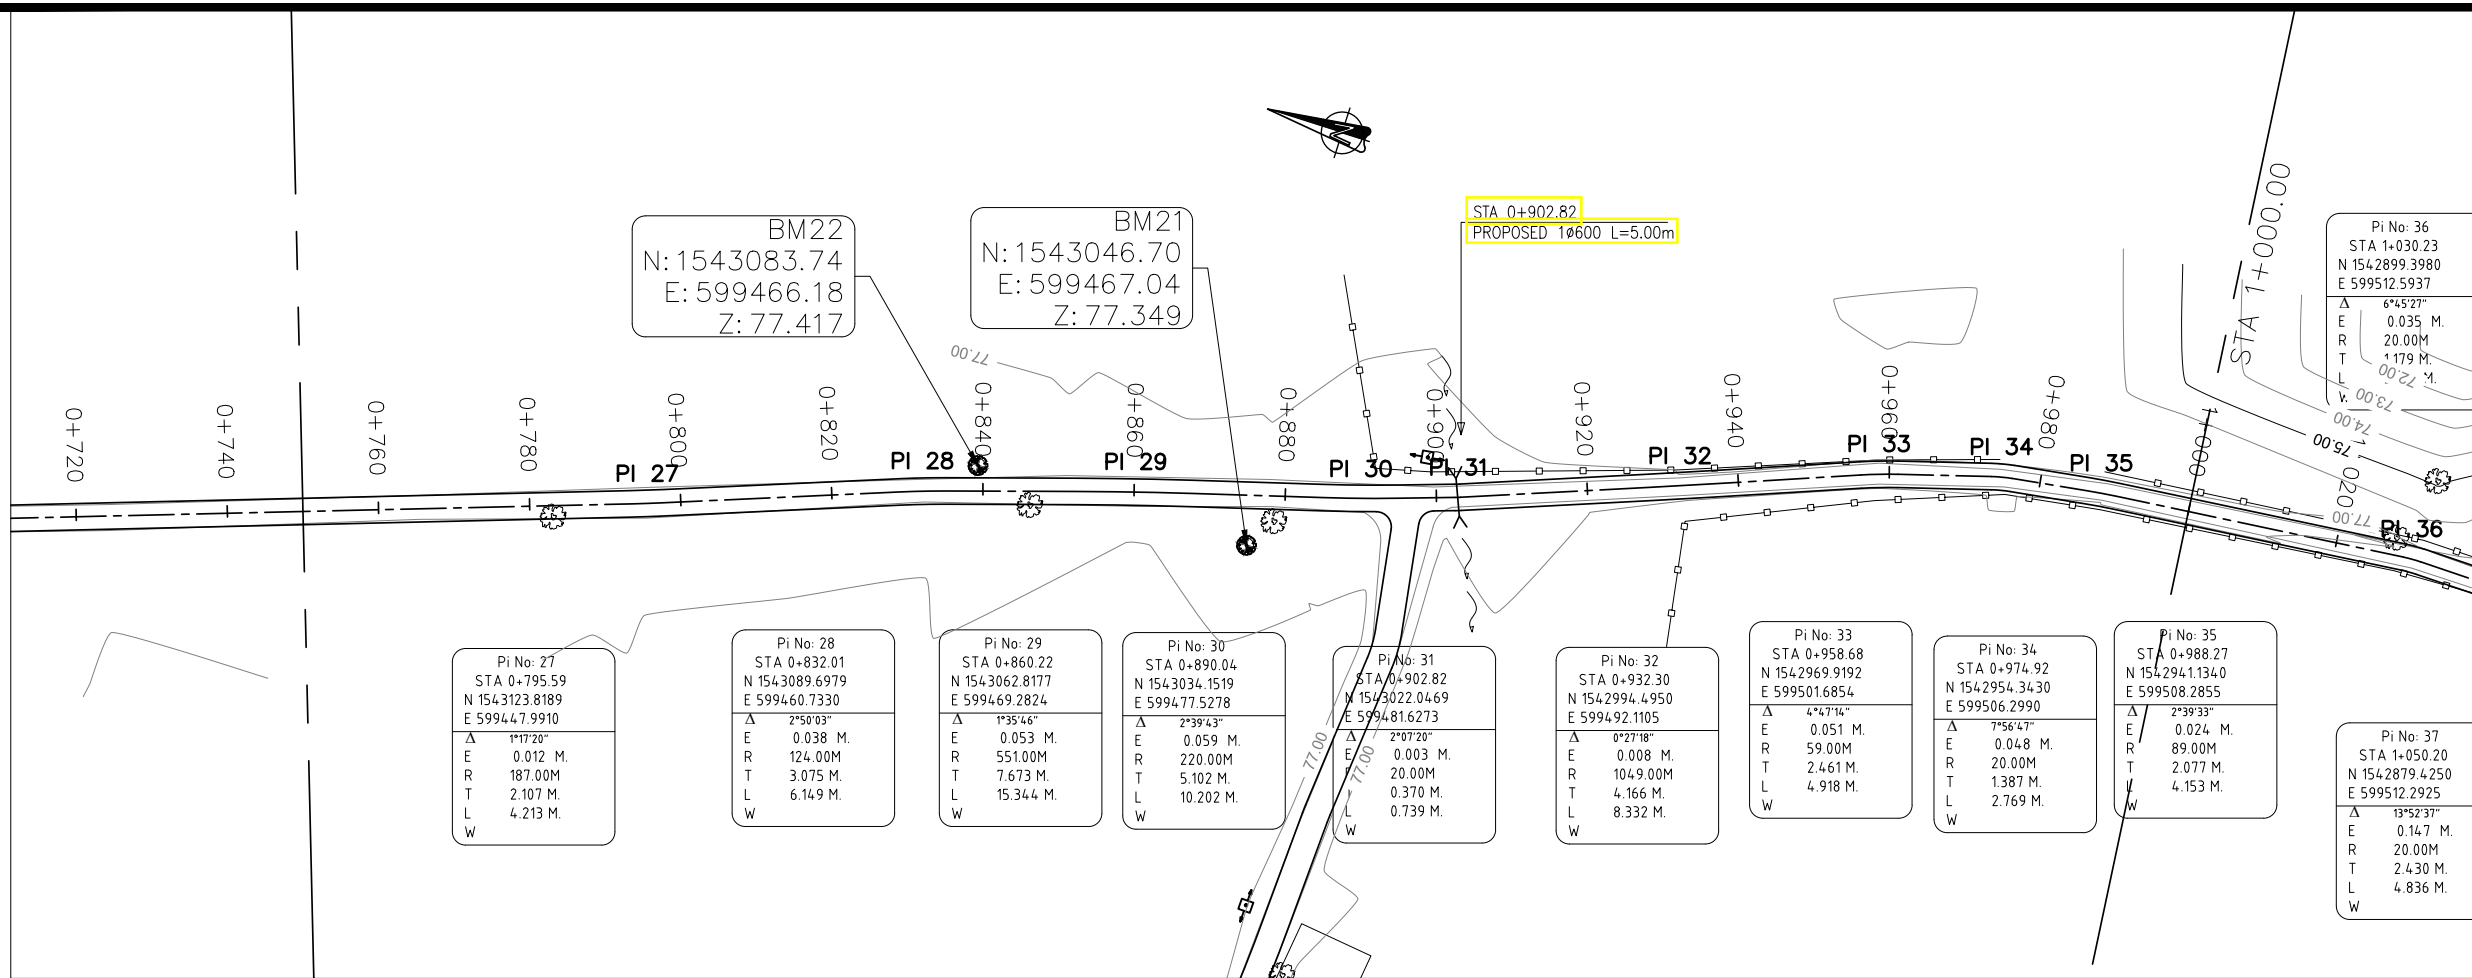 BM22
N: 1543083.74
E: 599466.18
Z: 77.417
BM21
N: 1543046.70
E: 599467.04
Z: 77.349
STA 0+902.82
PROPOSED 1ø600 L=5.00m
STA 1+000.00
77.00
0+720
0+740
0+760
0+780
0+800
0+820
0+840
0+860
0+880
0+900
0+920
0+940
0+960
0+980
1+000
020
PI 27
PI 28
PI 29
PI 30
PI 31
PI 32
PI 33
PI 34
PI 35
PI 36
72.00
73.00
74.00
75.00
77.00
77.00
77.00
Pi No: 27
STA 0+795.59
N 1543123.8189
E 599447.9910
Δ 1°17'20"
E 0.012 M.
R 187.00M
T 2.107 M.
L 4.213 M.
W
Pi No: 28
STA 0+832.01
N 1543089.6979
E 599460.7330
Δ 2°50'03"
E 0.038 M.
R 124.00M
T 3.075 M.
L 6.149 M.
W
Pi No: 29
STA 0+860.22
N 1543062.8177
E 599469.2824
Δ 1°35'46"
E 0.053 M.
R 551.00M
T 7.673 M.
L 15.344 M.
W
Pi No: 30
STA 0+890.04
N 1543034.1519
E 599477.5278
Δ 2°39'43"
E 0.059 M.
R 220.00M
T 5.102 M.
L 10.202 M.
W
Pi No: 31
STA 0+902.82
N 1543022.0469
E 599481.6273
Δ 2°07'20"
E 0.003 M.
R 20.00M
T 0.370 M.
L 0.739 M.
W
Pi No: 32
STA 0+932.30
N 1542994.4950
E 599492.1105
Δ 0°27'18"
E 0.008 M.
R 1049.00M
T 4.166 M.
L 8.332 M.
W
Pi No: 33
STA 0+958.68
N 1542969.9192
E 599501.6854
Δ 4°47'14"
E 0.051 M.
R 59.00M
T 2.461 M.
L 4.918 M.
W
Pi No: 34
STA 0+974.92
N 1542954.3430
E 599506.2990
Δ 7°56'47"
E 0.048 M.
R 20.00M
T 1.387 M.
L 2.769 M.
W
Pi No: 35
STA 0+988.27
N 1542941.1340
E 599508.2855
Δ 2°39'33"
E 0.024 M.
R 89.00M
T 2.077 M.
L 4.153 M.
W
Pi No: 36
STA 1+030.23
N 1542899.3980
E 599512.5937
Δ 6°45'27"
E 0.035 M.
R 20.00M
T 1.179 M.
L
Pi No: 37
STA 1+050.20
N 1542879.4250
E 599512.2925
Δ 13°52'37"
E 0.147 M.
R 20.00M
T 2.430 M.
L 4.836 M.
W